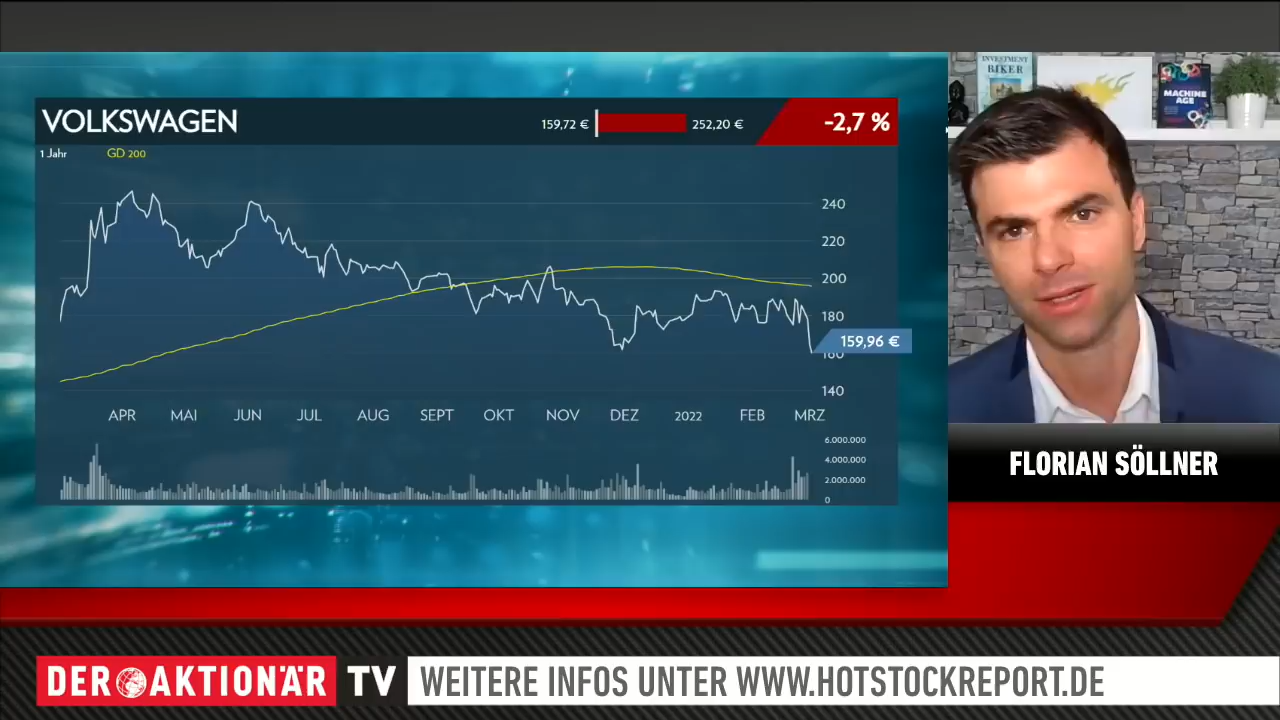 VOLKSWAGEN
159,72 €
252,20 €
-2,7 %
1 Jahr
GD 200
240
220
200
180
159,96 €
160
140
APR MAI JUN JUL AUG SEPT OKT NOV DEZ 2022 FEB MRZ
6.000.000
4.000.000
2.000.000
0
INVESTMENT
BIKER
MACHINE
AGE
FLORIAN SÖLLNER
DER AKTIONÄR TV
WEITERE INFOS UNTER WWW.HOTSTOCKREPORT.DE